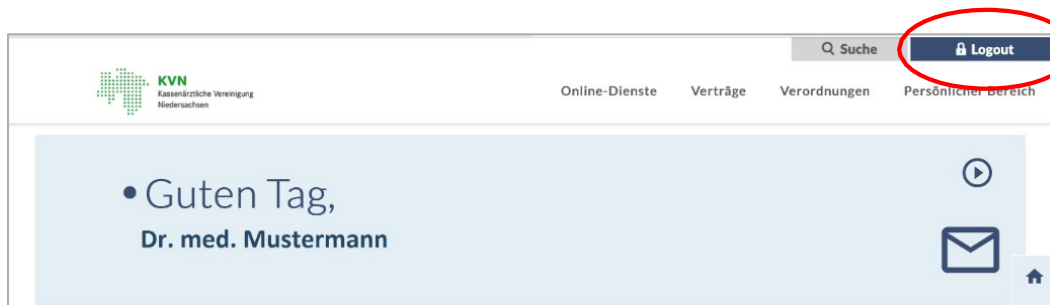 Suche
Logout
KVN
Kassenärztliche Vereinigung
Niedersachsen
Online-Dienste Verträge Verordnungen Persönlicher Bereich
• Guten Tag,
Dr. med. Mustermann